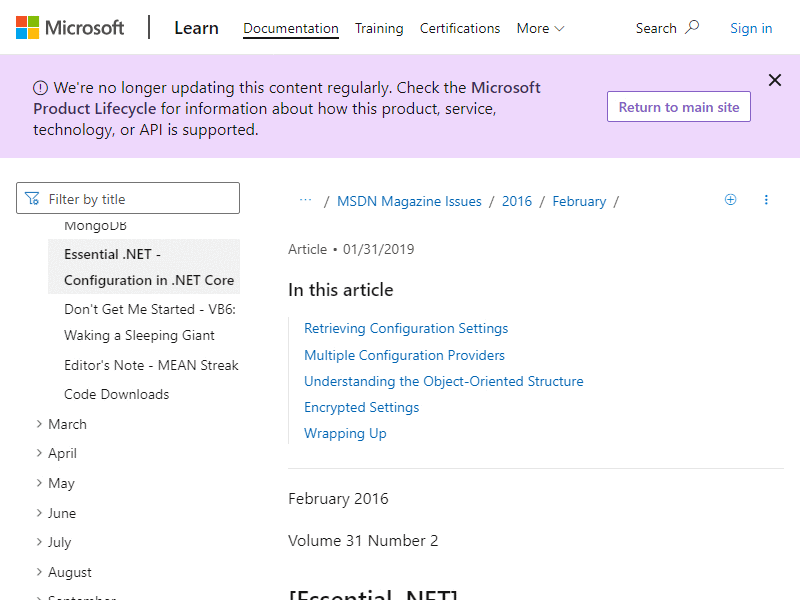 Microsoft
Learn
Documentation
Training
Certifications
More
Search
Sign in
We're no longer updating this content regularly. Check the Microsoft
Product Lifecycle for information about how this product, service,
technology, or API is supported.
Return to main site
Filter by title
MongoDB
Essential .NET -
Configuration in .NET Core
Don't Get Me Started - VB6:
Waking a Sleeping Giant
Editor's Note - MEAN Streak
Code Downloads
March
April
May
June
July
August
September
... / MSDN Magazine Issues / 2016 / February /
Article • 01/31/2019
In this article
Retrieving Configuration Settings
Multiple Configuration Providers
Understanding the Object-Oriented Structure
Encrypted Settings
Wrapping Up
February 2016
Volume 31 Number 2
[Essential .NET]